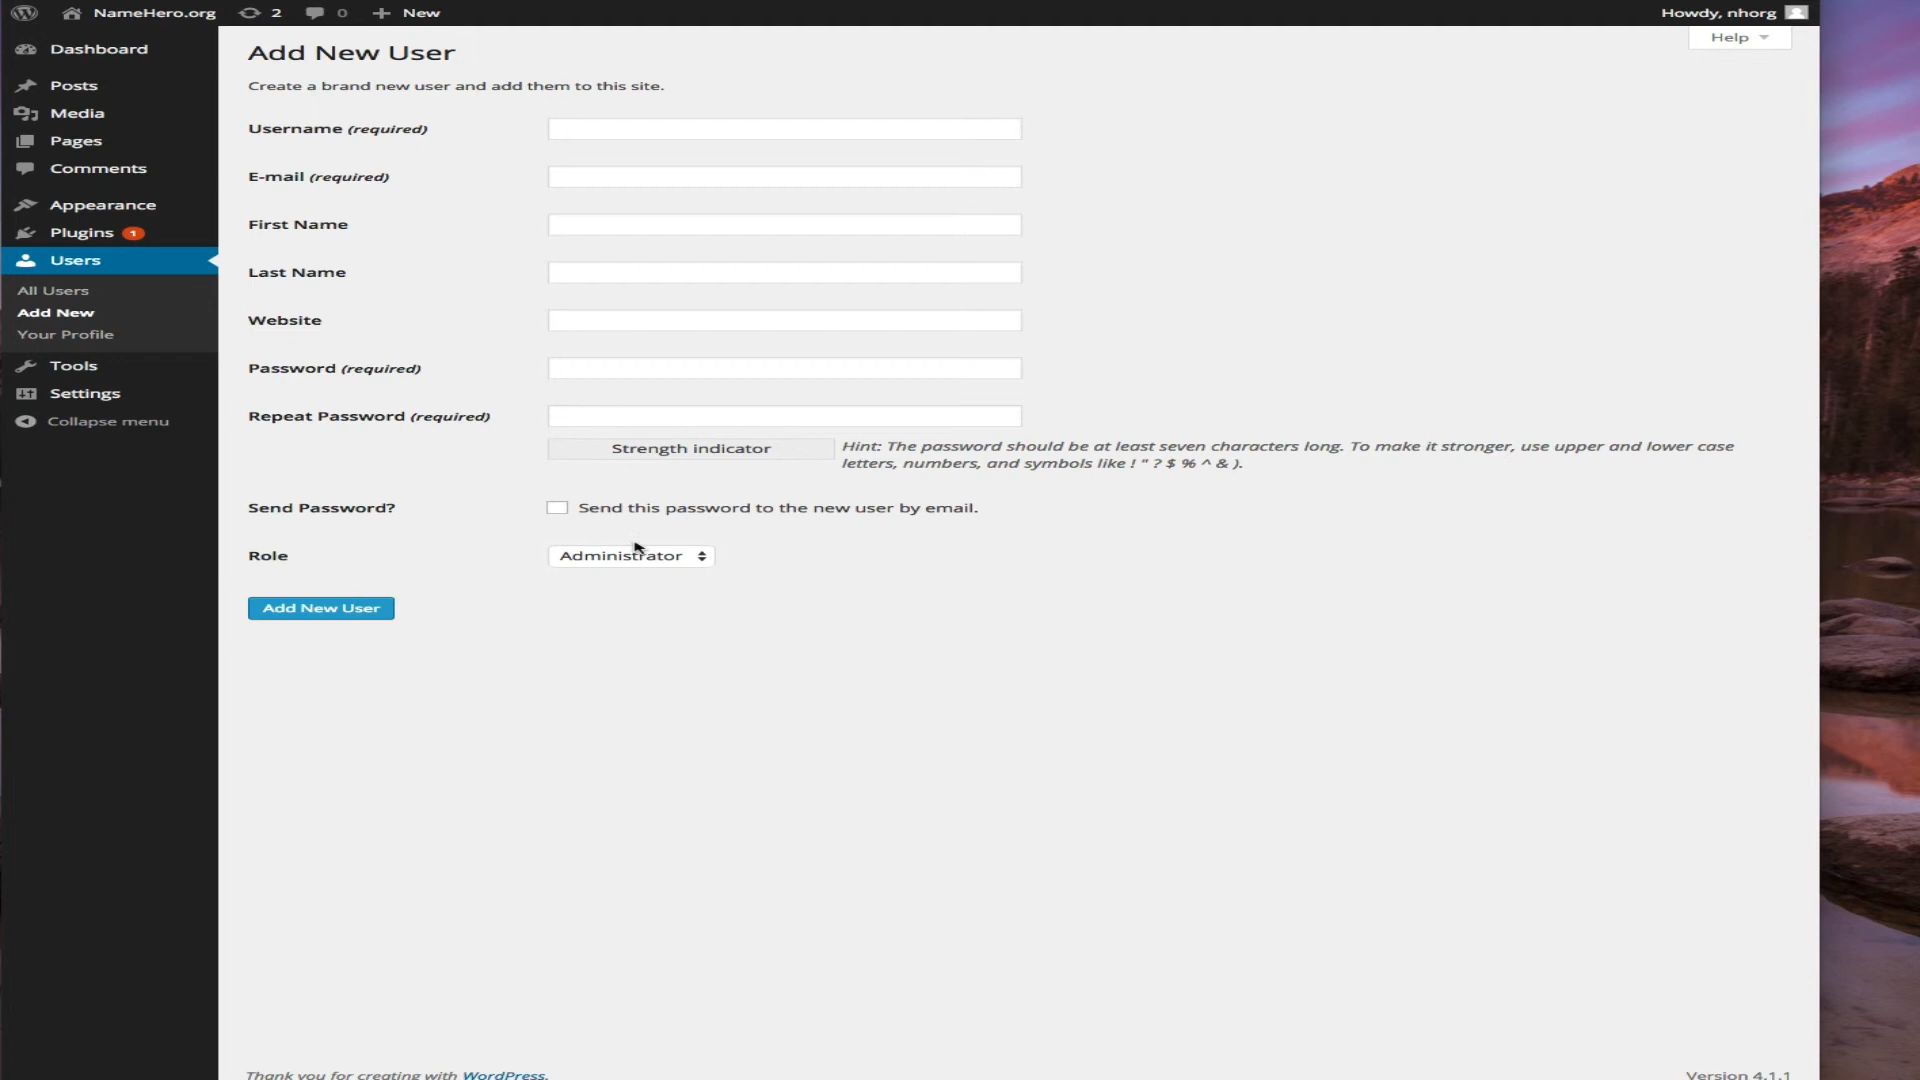 NameHero.org 2 0 New Howdy, nhorg
Help
Dashboard
Posts
Media
Pages
Comments
Appearance
Plugins 1
Users
All Users
Add New
Your Profile
Tools
Settings
Collapse menu
Add New User
Create a brand new user and add them to this site.
Username (required)
E-mail (required)
First Name
Last Name
Website
Password (required)
Repeat Password (required)
Strength indicator
Hint: The password should be at least seven characters long. To make it stronger, use upper and lower case
letters, numbers, and symbols like ! " ? $ % ^ & ).
Send Password? Send this password to the new user by email.
Role Administrator
Add New User
Thank you for creating with WordPress. Version 4.1.1